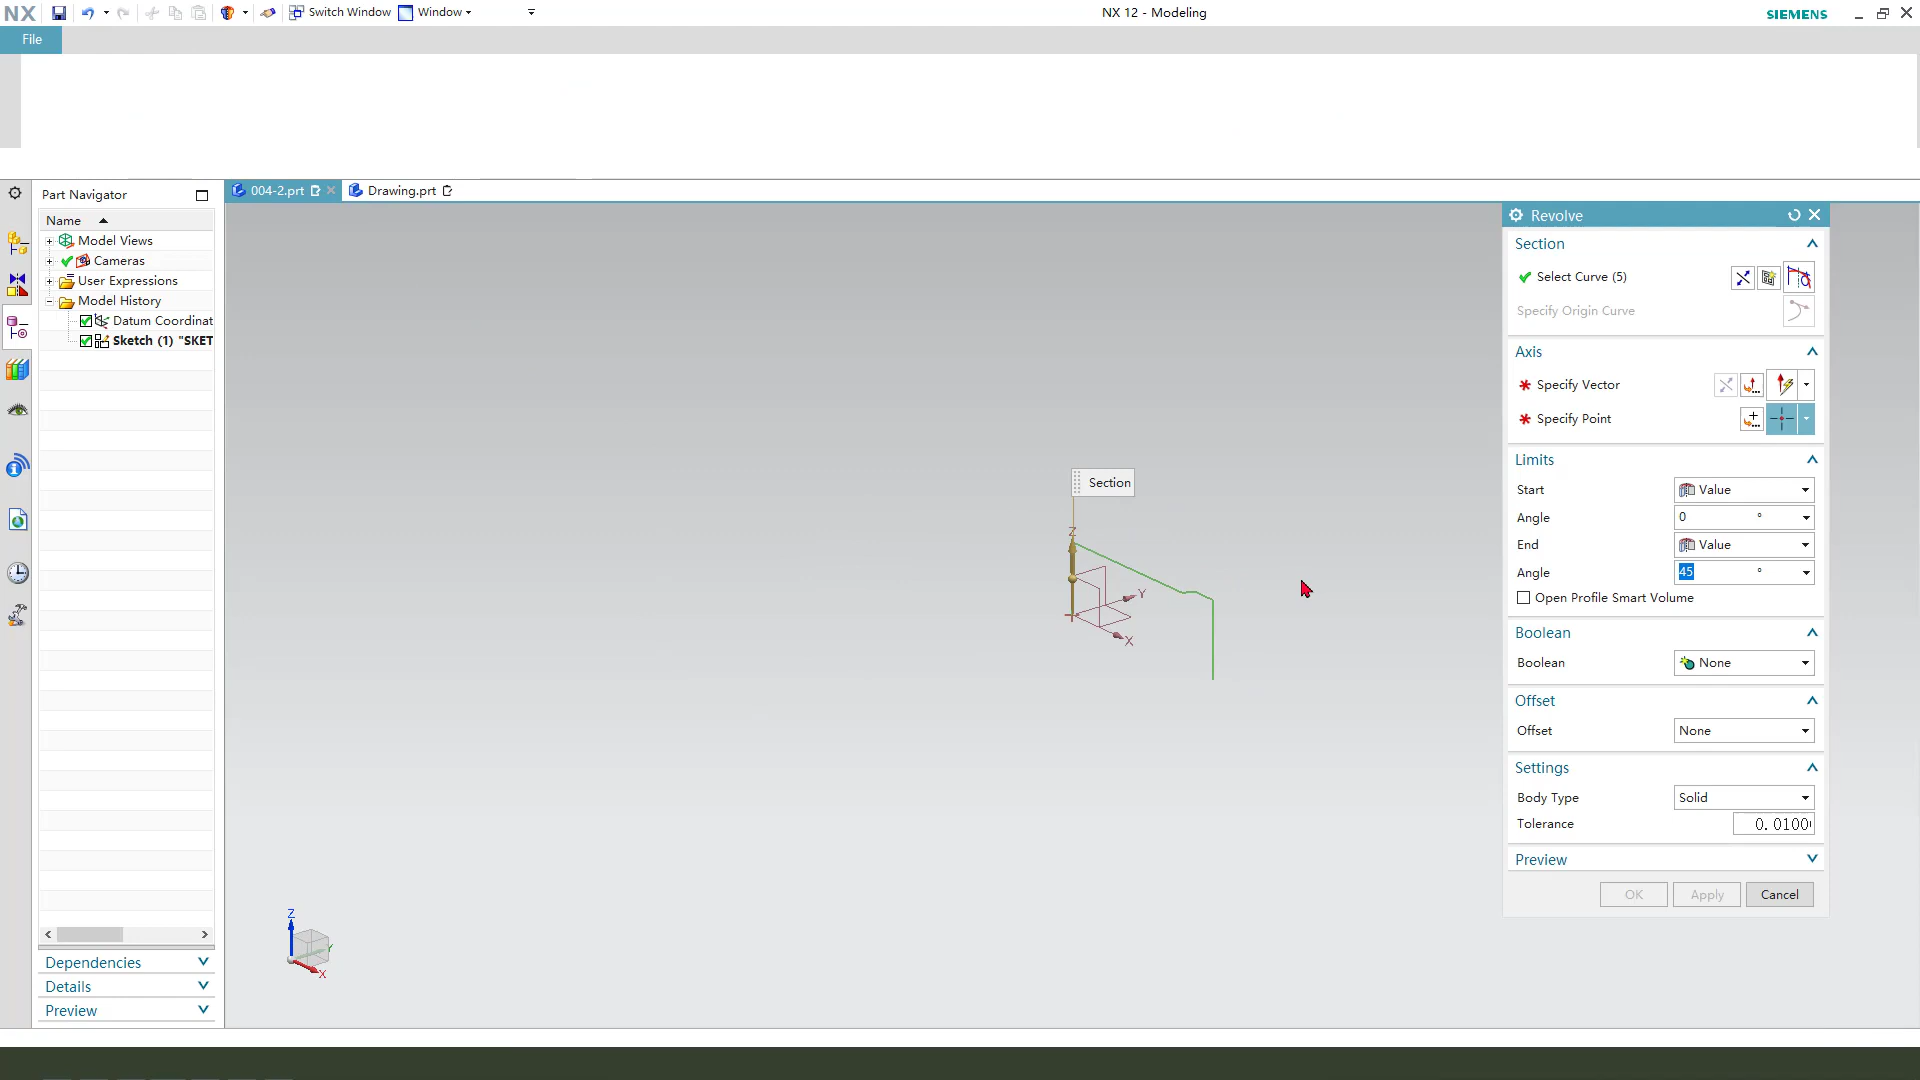 NX
Switch Window
Window
NX 12 - Modeling
SIEMENS
File
Part Navigator
Name
Model Views
Cameras
User Expressions
Model History
Datum Coordinat
Sketch (1) "SKET
Dependencies
Details
Preview
004-2.prt
Drawing.prt
Section
Z
Y
X
Z
Y
X
Revolve
Section
Select Curve (5)
Specify Origin Curve
Axis
* Specify Vector
* Specify Point
Limits
Start
Value
Angle
0 °
End
Value
Angle
45 °
Open Profile Smart Volume
Boolean
Boolean
None
Offset
Offset
None
Settings
Body Type
Solid
Tolerance
0.0100
Preview
OK
Apply
Cancel